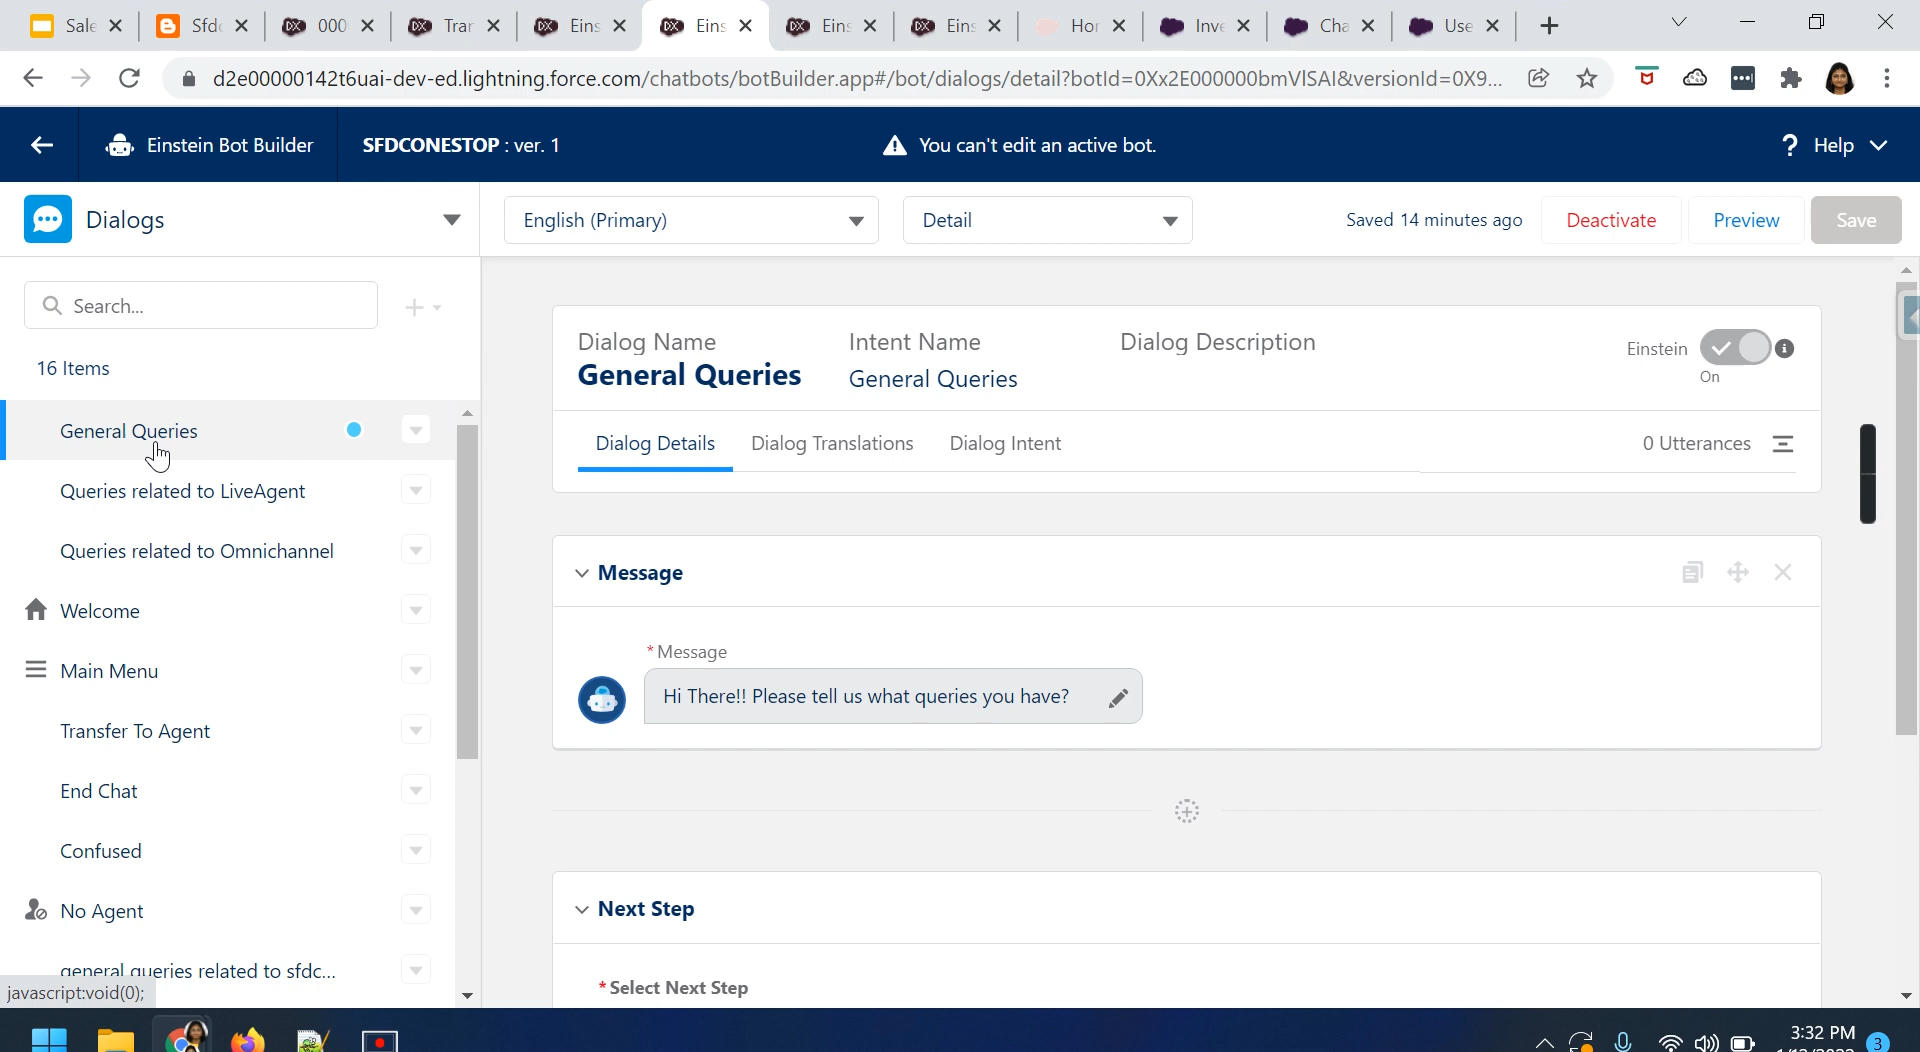 Sale
Sfdc
000
Trar
Eins
Eins
Eins
Eins
Hor
Inve
Cha
Use
d2e00000142t6uai-dev-ed.lightning.force.com/chatbots/botBuilder.app#/bot/dialogs/detail?botId=0Xx2E000000bmVlSAI&versionId=0X9...
Einstein Bot Builder
SFDCONESTOP : ver. 1
You can't edit an active bot.
? Help
Dialogs
English (Primary)
Detail
Saved 14 minutes ago
Deactivate
Preview
Save
Search...
16 Items
General Queries
Queries related to LiveAgent
Queries related to Omnichannel
Welcome
Main Menu
Transfer To Agent
End Chat
Confused
No Agent
general queries related to sfdc...
javascript:void(0);
Dialog Name
General Queries
Intent Name
General Queries
Dialog Description
Einstein
On
Dialog Details
Dialog Translations
Dialog Intent
0 Utterances
Message
* Message
Hi There!! Please tell us what queries you have?
Next Step
* Select Next Step
3:32 PM
3